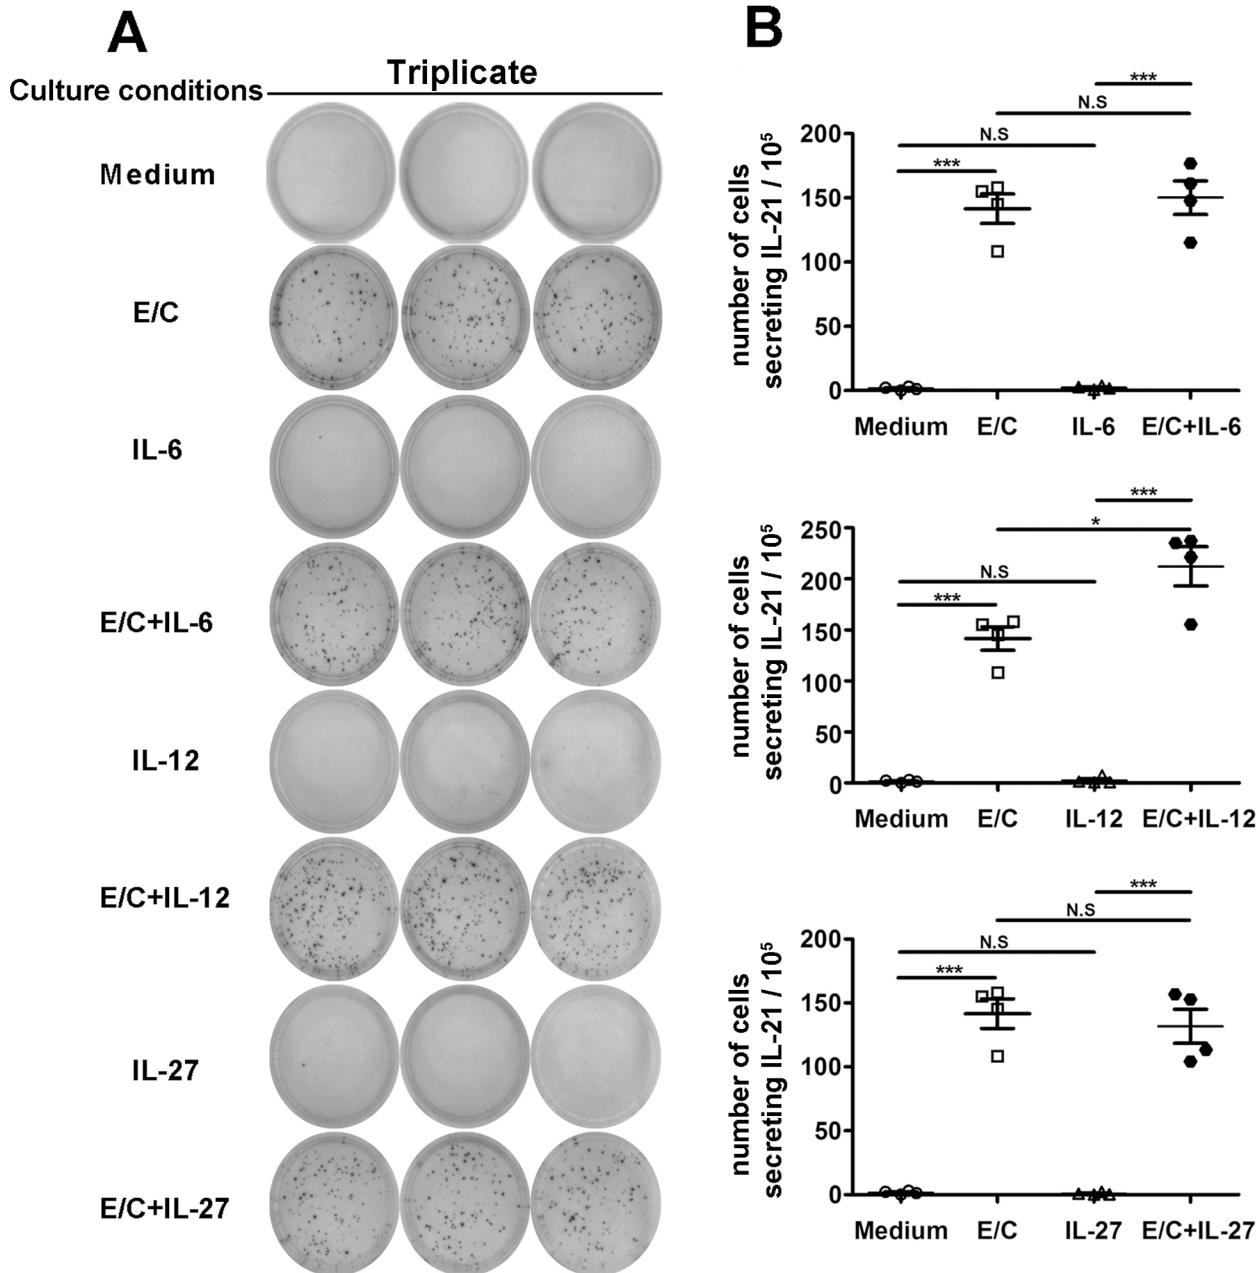 A
Culture conditions
Triplicate
Medium
E/C
IL-6
E/C+IL-6
IL-12
E/C+IL-12
IL-27
E/C+IL-27
B
***
N.S
N.S
***
number of cells
secreting IL-21 / 10⁵
200
150
100
50
0
Medium E/C IL-6 E/C+IL-6
***
*
N.S
***
number of cells
secreting IL-21 / 10⁵
250
200
150
100
50
0
Medium E/C IL-12 E/C+IL-12
***
N.S
N.S
***
number of cells
secreting IL-21 / 10⁵
200
150
100
50
0
Medium E/C IL-27 E/C+IL-27